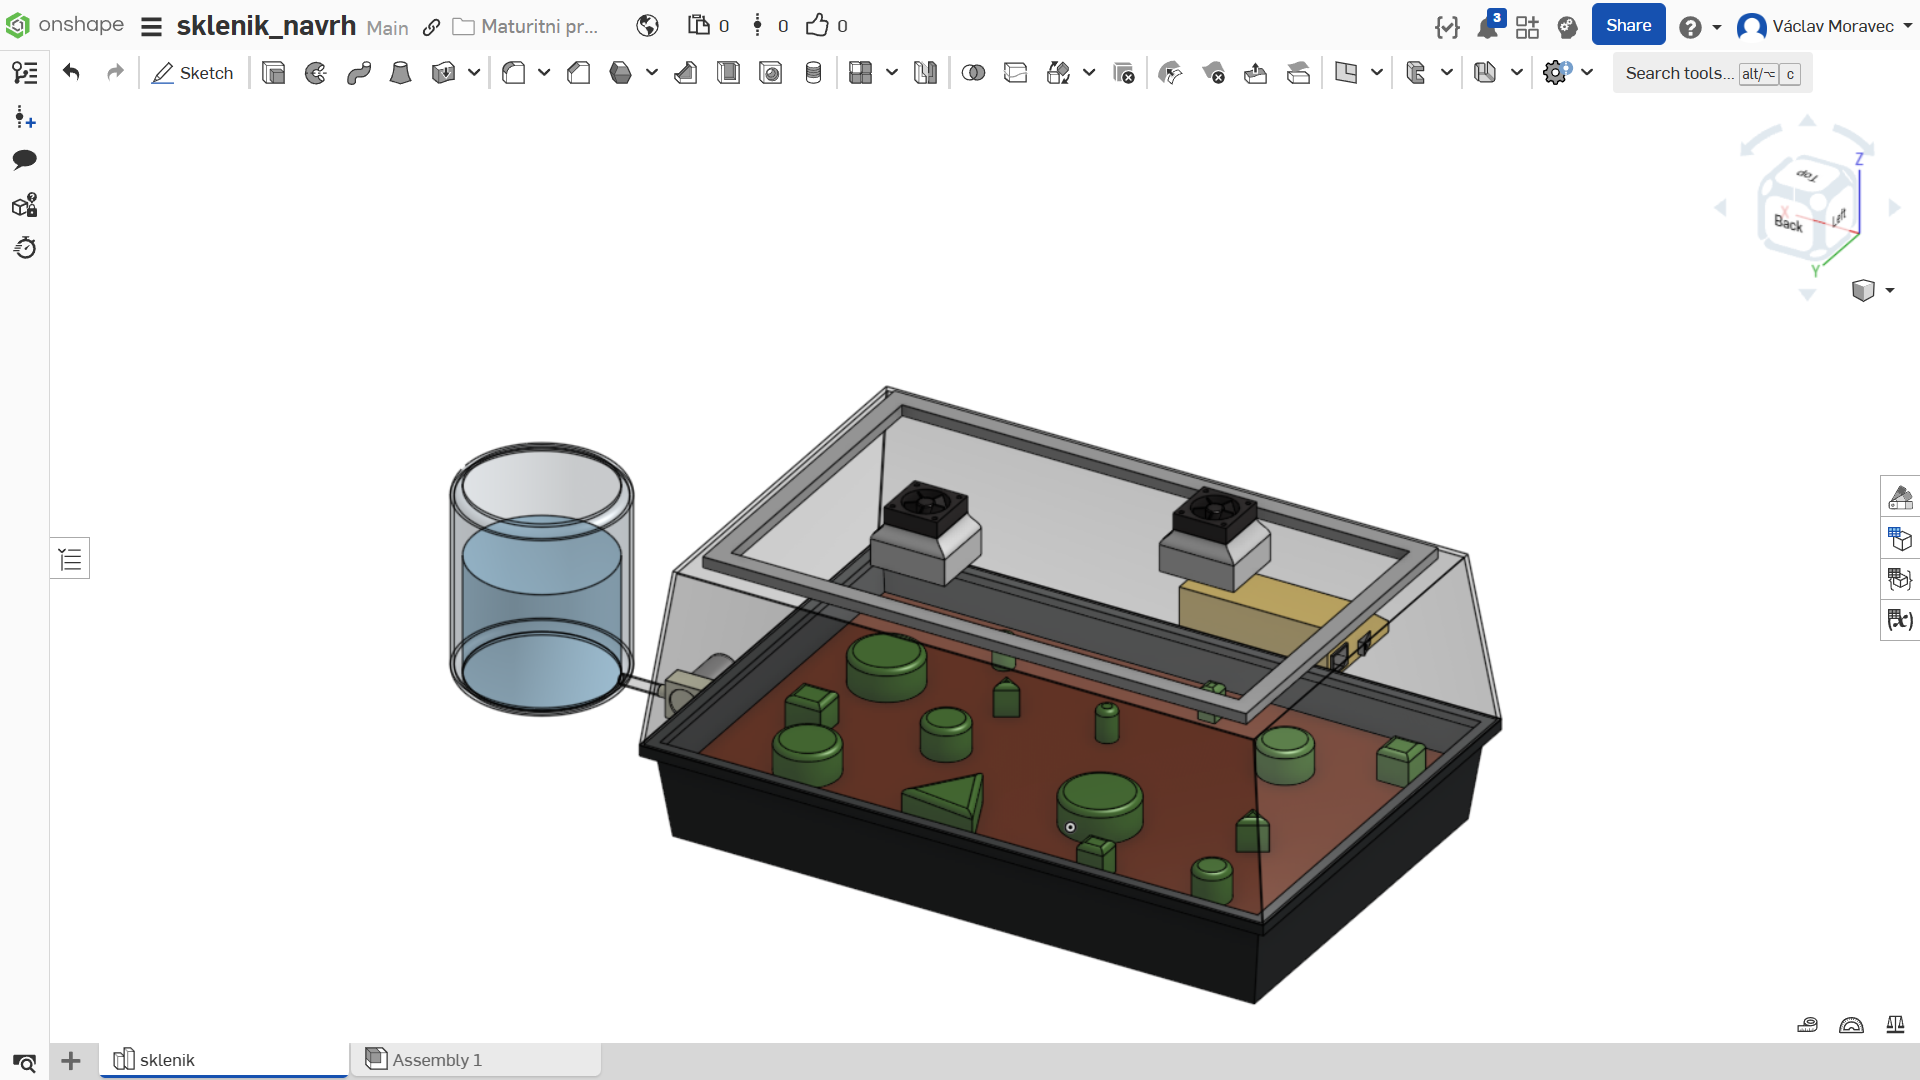 onshape sklenik_navrh Main Maturitni pr... 0 0 0 3 Share Václav Moravec
Sketch Search tools... alt/⌥ c
Z
Top
X
Back Left
Y
(x)
sklenik Assembly 1